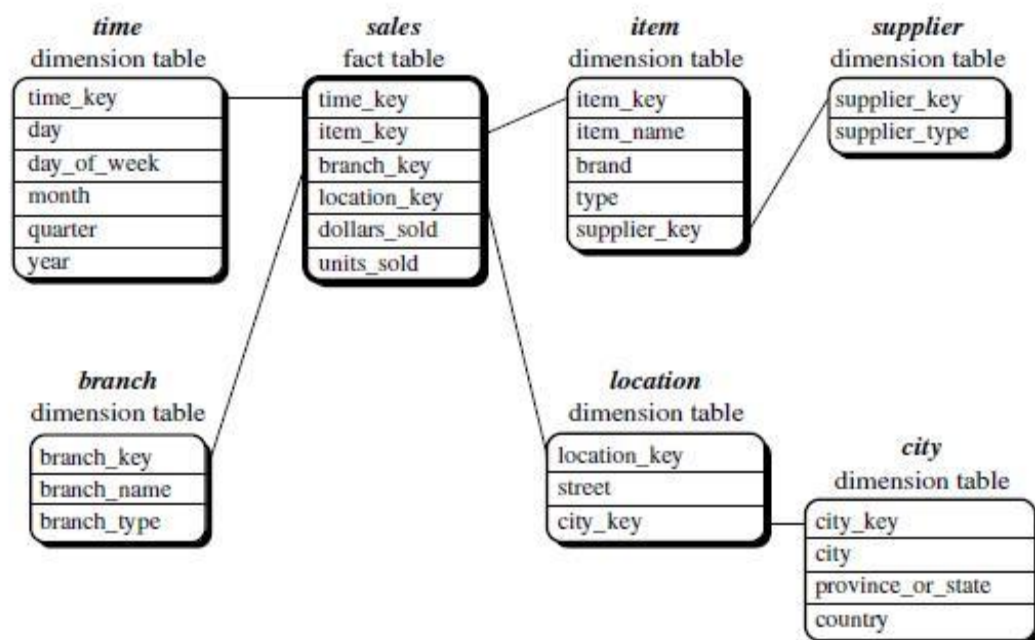 time
dimension table
time_key
day
day_of_week
month
quarter
year
sales
fact table
time_key
item_key
branch_key
location_key
dollars_sold
units_sold
item
dimension table
item_key
item_name
brand
type
supplier_key
supplier
dimension table
supplier_key
supplier_type
branch
dimension table
branch_key
branch_name
branch_type
location
dimension table
location_key
street
city_key
city
dimension table
city_key
city
province_or_state
country